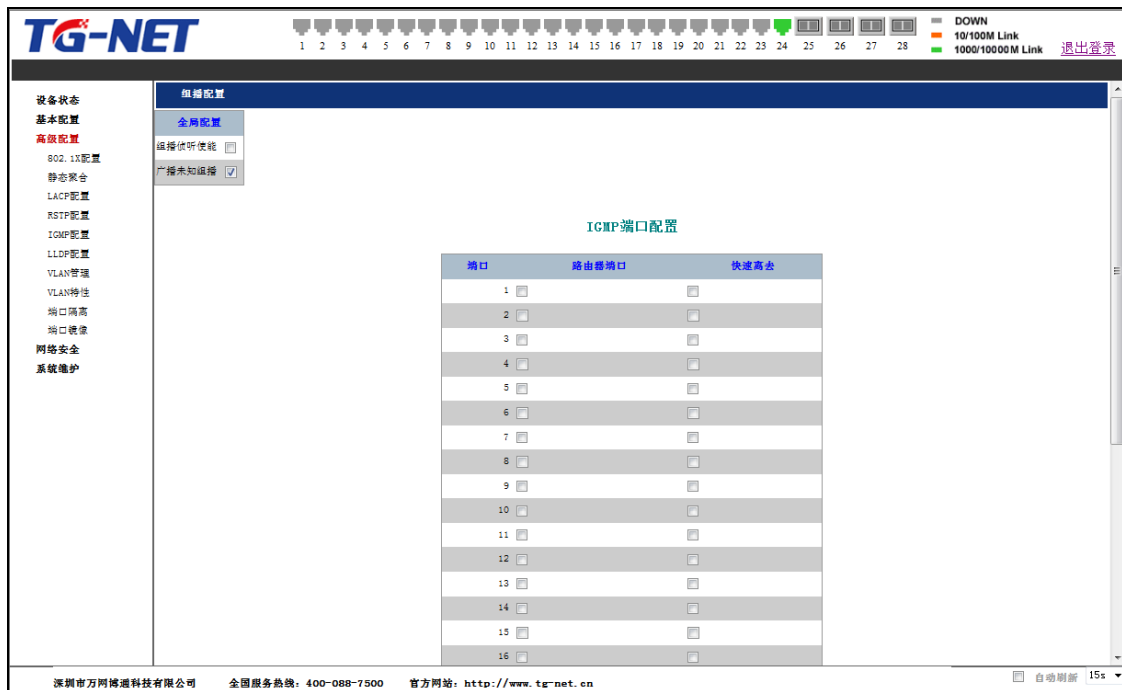 TG-NET
1 2 3 4 5 6 7 8 9 10 11 12 13 14 15 16 17 18 19 20 21 22 23 24 25 26 27 28
DOWN
10/100M Link
1000/10000M Link
退出登录
设备状态
基本配置
高级配置
802.1X配置
静态聚合
LACP配置
RSTP配置
IGMP配置
LLDP配置
VLAN管理
VLAN特性
端口隔离
端口镜像
网络安全
系统维护
组播配置
全局配置
组播侦听使能
广播未知组播
IGMP端口配置
端口 路由器端口 快速离去
1
2
3
4
5
6
7
8
9
10
11
12
13
14
15
16
自动刷新 15s
深圳市万网博通科技有限公司 全国服务热线：400-088-7500 官方网站：http://www.tg-net.cn